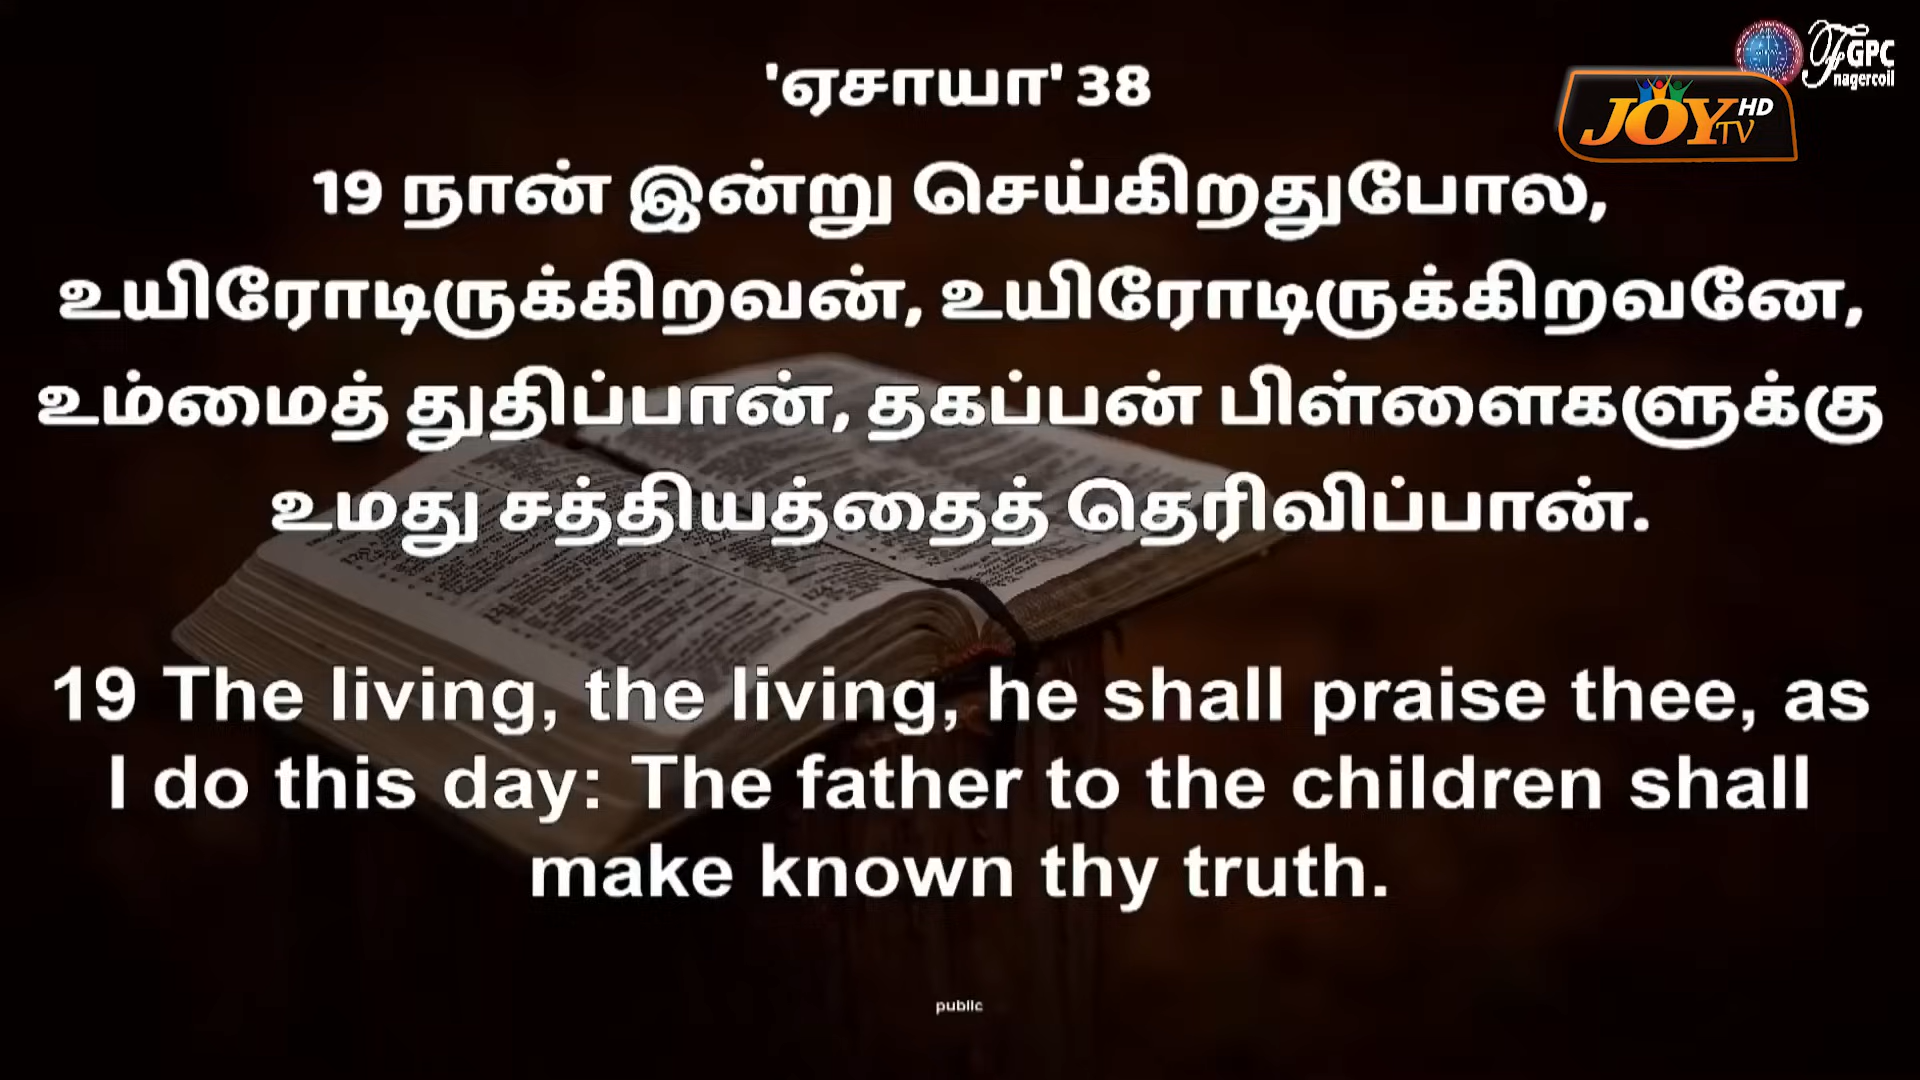 'ஏசாயா' 38
19 நான் இன்று செய்கிறதுபோல,
உயிரோடிருக்கிறவன், உயிரோடிருக்கிறவனே,
உம்மைத் துதிப்பான், தகப்பன் பிள்ளைகளுக்கு
உமது சத்தியத்தைத் தெரிவிப்பான்.
19 The living, the living, he shall praise thee, as
I do this day: The father to the children shall
make known thy truth.
public
JOY TV HD
FGPC
nagercoil